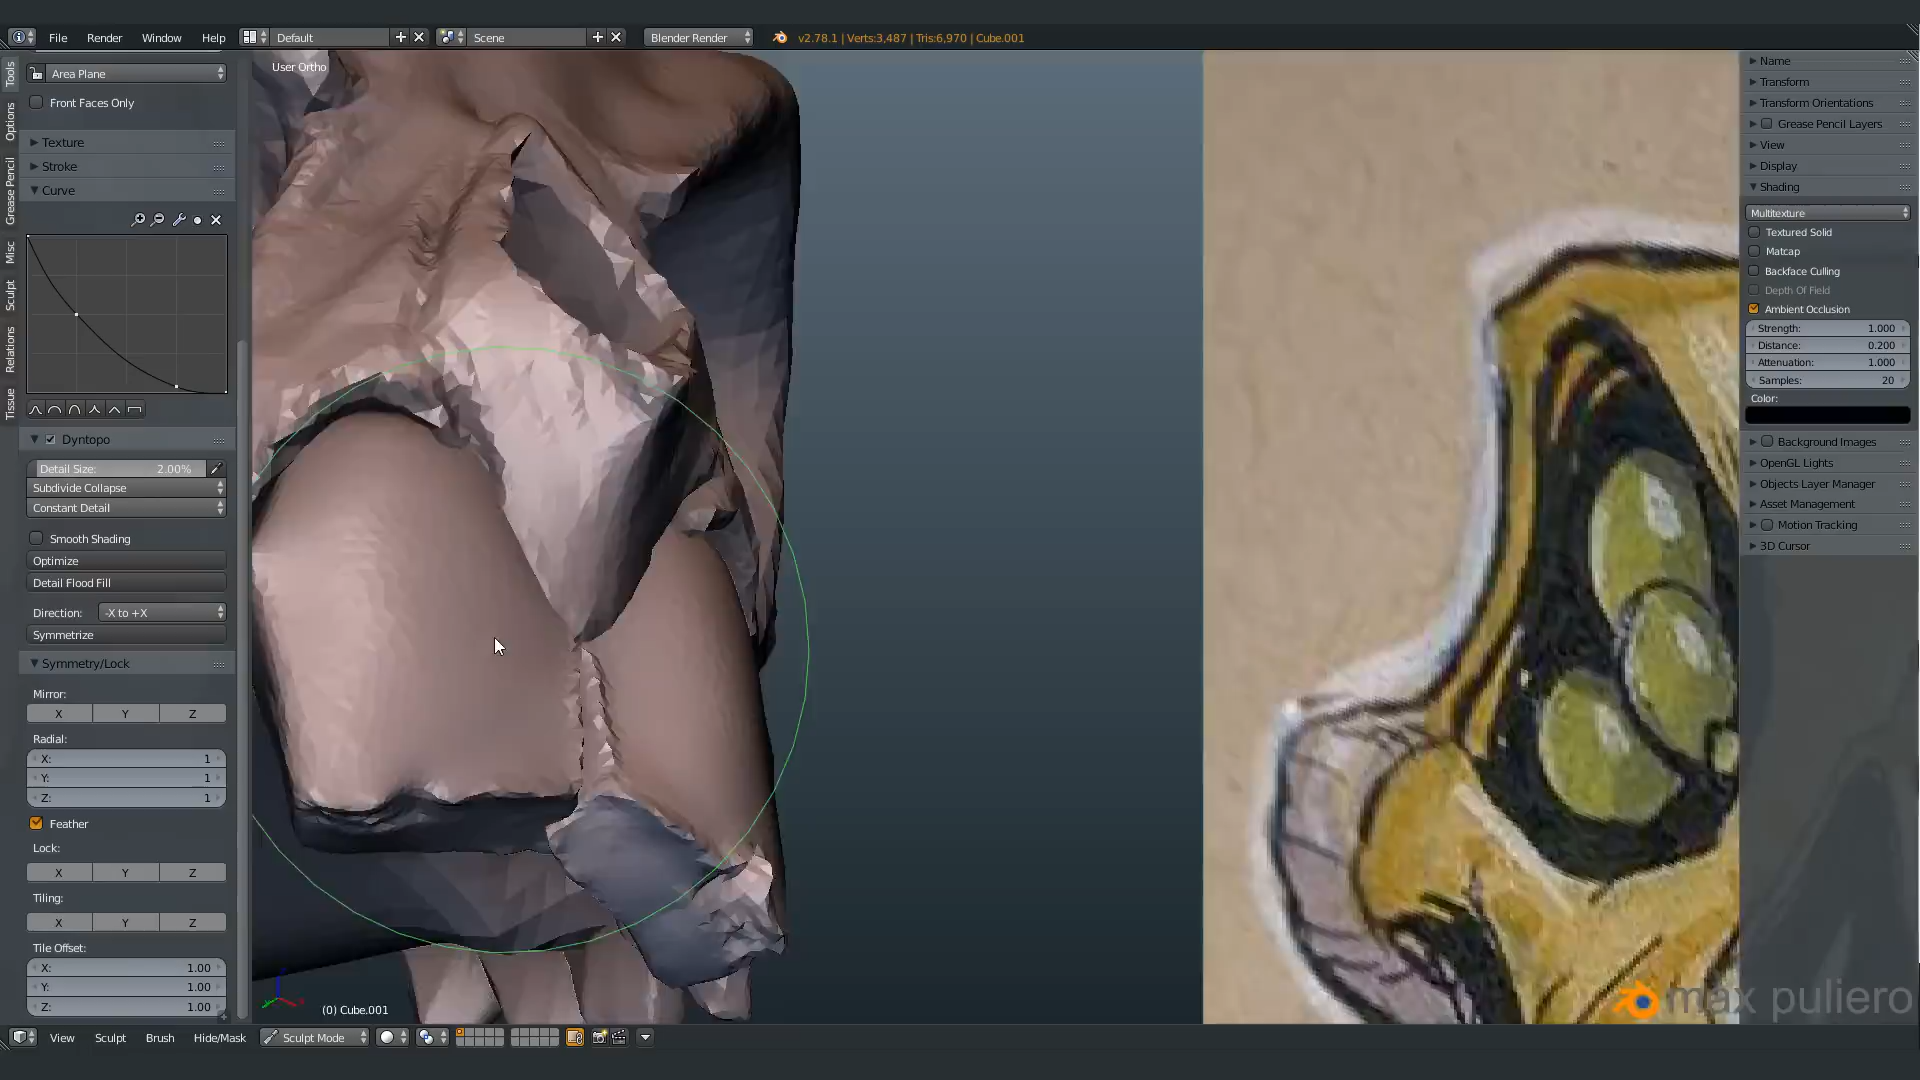 File Render Window Help Default Scene Blender Render v2.78.1 | Verts:3,487 | Tris:6,970 | Cube.001
Tools
Options
Grease Pencil
Misc
Sculpt
Relations
Tissue
Area Plane
Front Faces Only
Texture
Stroke
Curve
Dyntopo
Detail Size: 2.00%
Subdivide Collapse
Constant Detail
Smooth Shading
Optimize
Detail Flood Fill
Direction: -X to +X
Symmetrize
Symmetry/Lock
Mirror:
X Y Z
Radial:
X: 1
Y: 1
Z: 1
Feather
Lock:
X Y Z
Tiling:
X Y Z
Tile Offset:
X: 1.00
Y: 1.00
Z: 1.00
User Ortho
(0) Cube.001
Name
Transform
Transform Orientations
Grease Pencil Layers
View
Display
Shading
Multitexture
Textured Solid
Matcap
Backface Culling
Depth Of Field
Ambient Occlusion
Strength: 1.000
Distance: 0.200
Attenuation: 1.000
Samples: 20
Color:
Background Images
OpenGL Lights
Objects Layer Manager
Asset Management
Motion Tracking
3D Cursor
max puliero
View Sculpt Brush Hide/Mask Sculpt Mode